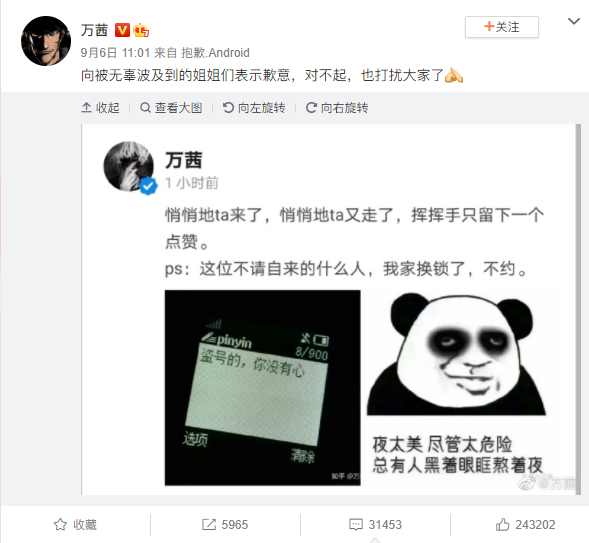 万茜
+关注
9月6日 11:01 来自 抱歉.Android
向被无辜波及到的姐姐们表示歉意，对不起，也打扰大家了
收起
查看大图
向左旋转
向右旋转
万茜
1 小时前
悄悄地ta来了，悄悄地ta又走了，挥挥手只留下一个
点赞。
ps：这位不请自来的什么人，我家换锁了，不约。
pinyin
8/900
盗号的，你没有心
选项
清除
知乎 @万
夜太美 尽管太危险
总有人黑着眼眶熬着夜
@万茜
收藏
5965
31453
243202